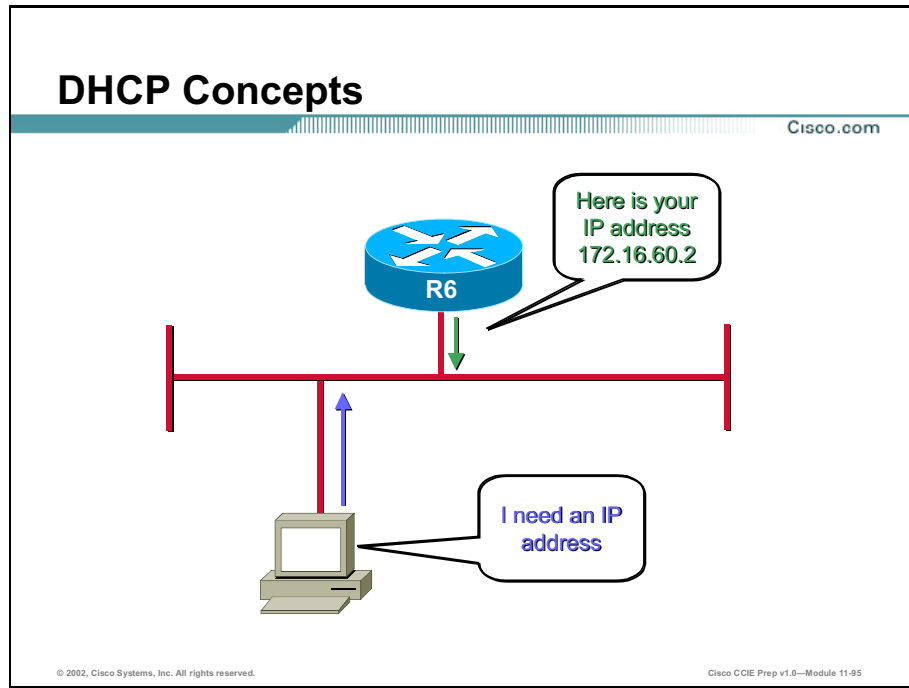 DHCP Concepts
Cisco.com
Here is your
IP address
172.16.60.2
R6
I need an IP
address
© 2002, Cisco Systems, Inc. All rights reserved.
Cisco CCIE Prep v1.0—Module 11-95